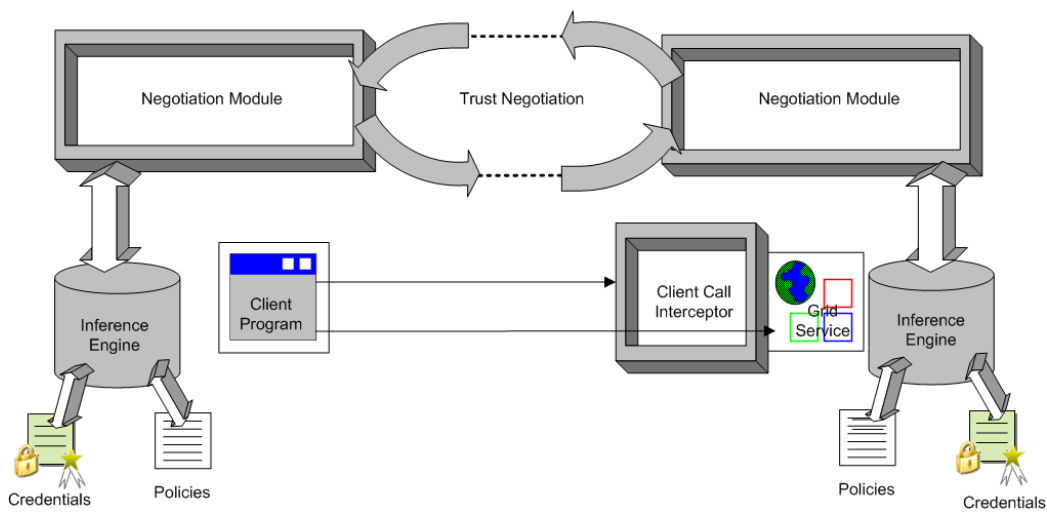 Negotiation Module
Trust Negotiation
Negotiation Module
Inference
Engine
Client
Program
Client Call
Interceptor
Grid
Service
Inference
Engine
Credentials
Policies
Policies
Credentials